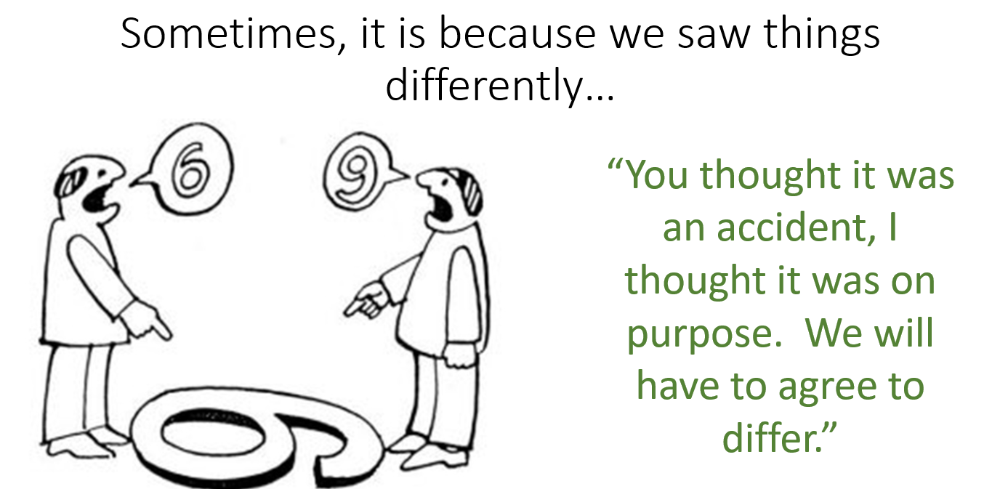 Sometimes, it is because we saw things
differently…
6
9
“You thought it was
an accident, I
thought it was on
purpose.  We will
have to agree to
differ.”